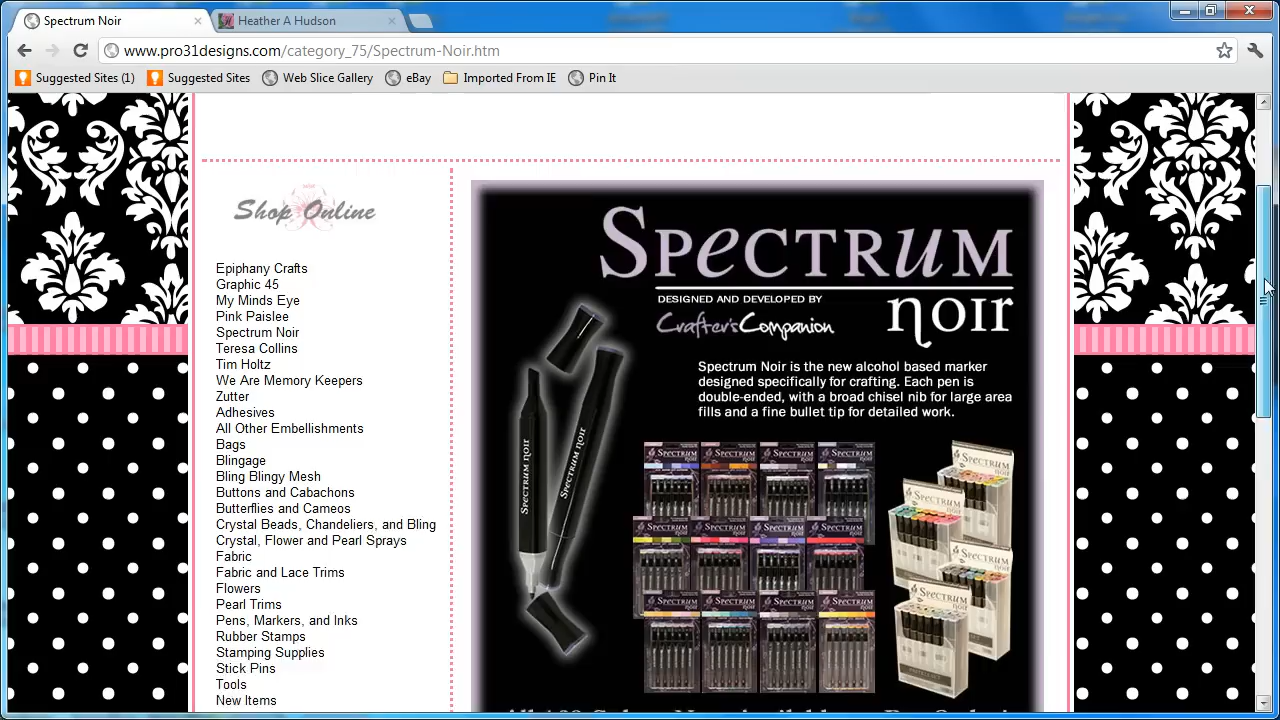 Spectrum Noir
Heather A Hudson
www.pro31designs.com/category_75/Spectrum-Noir.htm
Suggested Sites (1)
Suggested Sites
Web Slice Gallery
eBay
Imported From IE
Pin It
Shop Online
Epiphany Crafts
Graphic 45
My Minds Eye
Pink Paislee
Spectrum Noir
Teresa Collins
Tim Holtz
We Are Memory Keepers
Zutter
Adhesives
All Other Embellishments
Bags
Blingage
Bling Blingy Mesh
Buttons and Cabachons
Butterflies and Cameos
Crystal Beads, Chandeliers, and Bling
Crystal, Flower and Pearl Sprays
Fabric
Fabric and Lace Trims
Flowers
Pearl Trims
Pens, Markers, and Inks
Rubber Stamps
Stamping Supplies
Stick Pins
Tools
New Items
SPECTRUM
noir
DESIGNED AND DEVELOPED BY
Crafter's Companion
Spectrum Noir is the new alcohol based marker
designed specifically for crafting. Each pen is
double-ended, with a broad chisel nib for large area
fills and a fine bullet tip for detailed work.
SPECTRUM NOIR
SPECTRUM NOIR